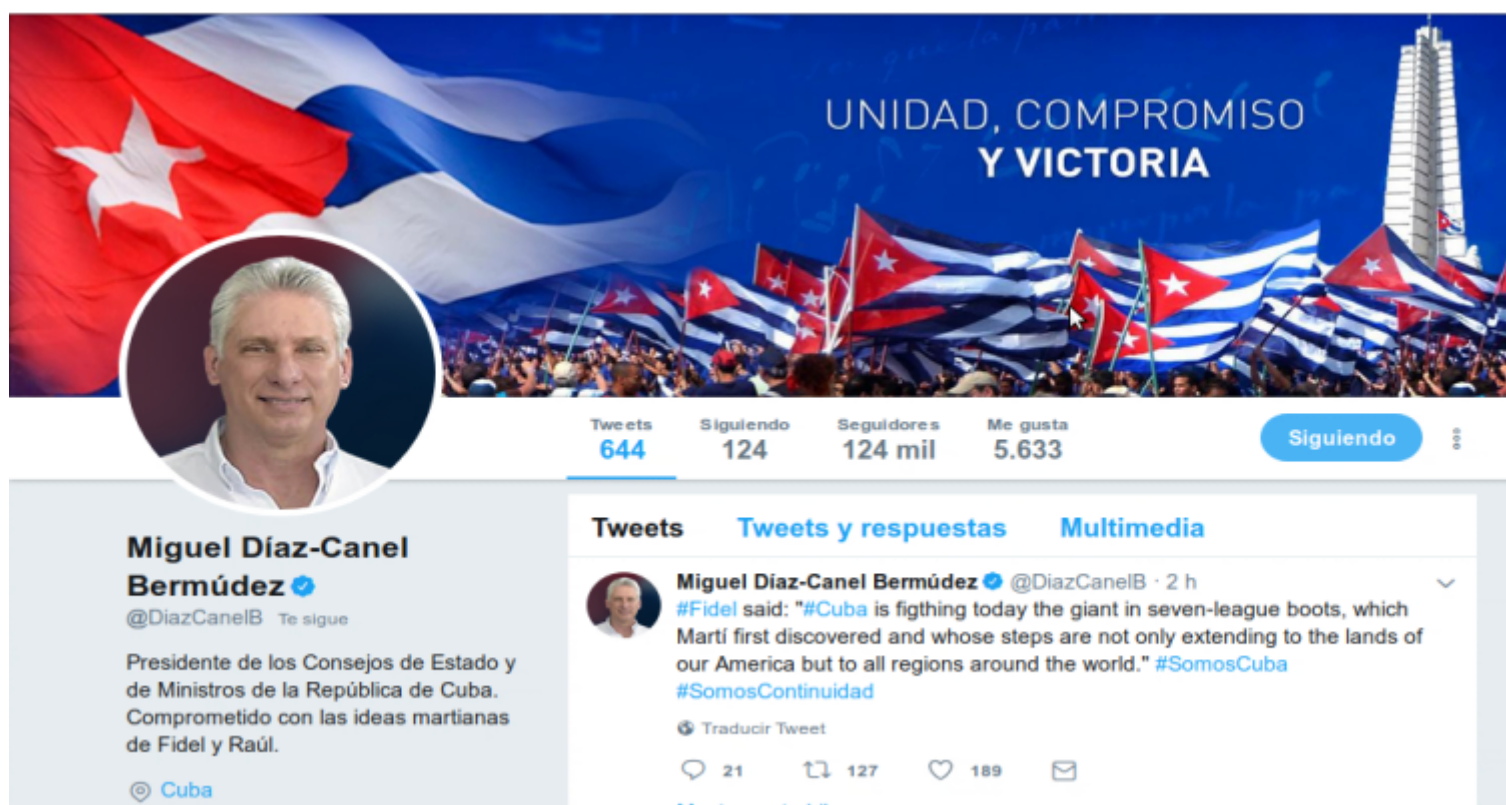 UNIDAD, COMPROMISO
Y VICTORIA
Tweets
644
Siguiendo
124
Seguidores
124 mil
Me gusta
5.633
Siguiendo
Miguel Díaz-Canel
Bermúdez
@DiazCanelB Te sigue
Presidente de los Consejos de Estado y
de Ministros de la República de Cuba.
Comprometido con las ideas martianas
de Fidel y Raúl.
Cuba
Tweets Tweets y respuestas Multimedia
Miguel Díaz-Canel Bermúdez @DiazCanelB · 2 h
#Fidel said: "#Cuba is figthing today the giant in seven-league boots, which
Martí first discovered and whose steps are not only extending to the lands of
our America but to all regions around the world." #SomosCuba
#SomosContinuidad
Traducir Tweet
21 127 189